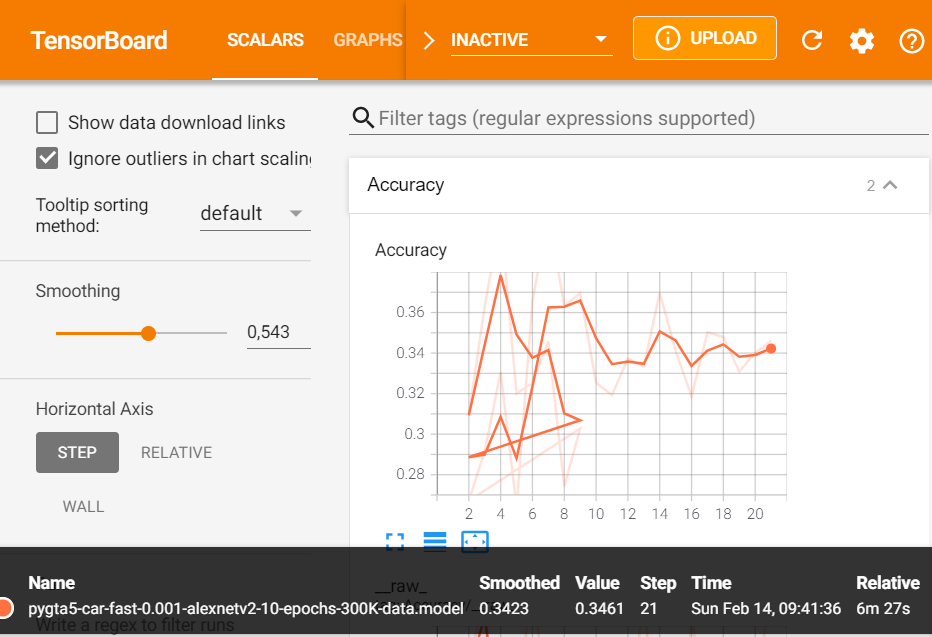 TensorBoard SCALARS GRAPHS INACTIVE UPLOAD
Show data download links
Ignore outliers in chart scaling
Tooltip sorting
method:
default
Smoothing
0,543
Horizontal Axis
STEP RELATIVE
WALL
Filter tags (regular expressions supported)
Accuracy 2
Accuracy
0.36
0.34
0.32
0.3
0.28
2 4 6 8 10 12 14 16 18 20
__raw_
Name Smoothed Value Step Time Relative
pygta5-car-fast-0.001-alexnetv2-10-epochs-300K-data.model 0.3423 0.3461 21 Sun Feb 14, 09:41:36 6m 27s
Write a regex to filter runs